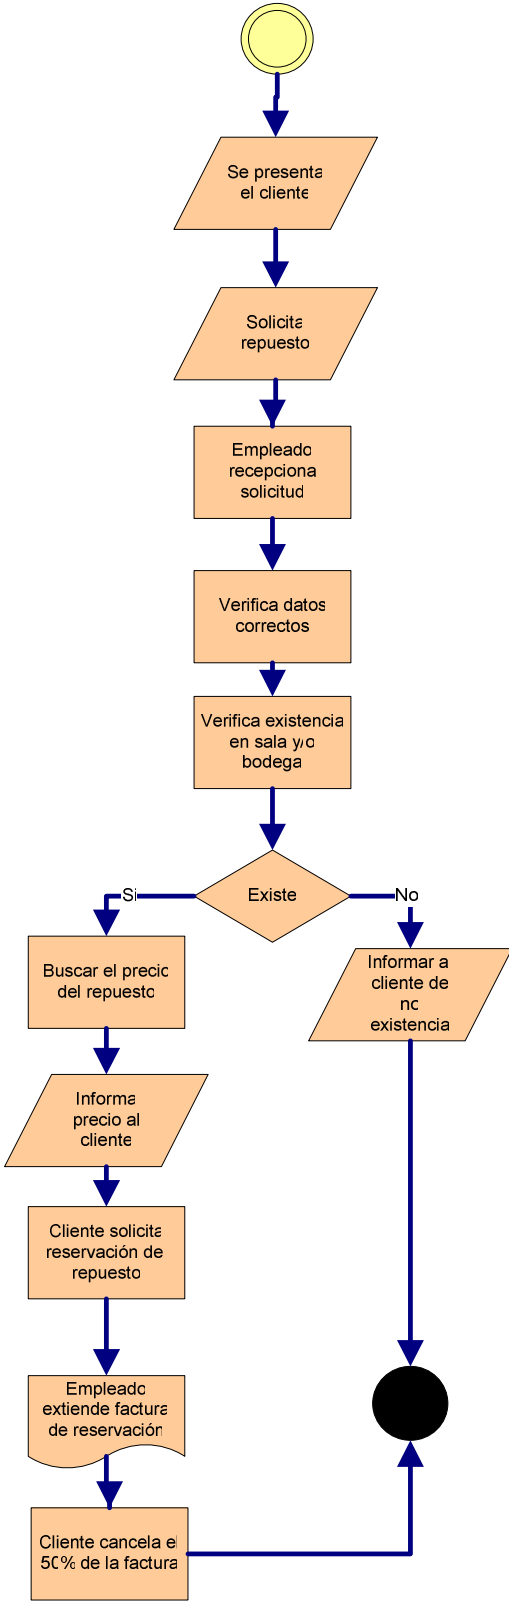 Se presenta
el cliente
Solicita
repuesto
Empleado
recepciona
solicitud
Verifica datos
correctos
Verifica existencia
en sala y/o
bodega
Existe
Si
No
Buscar el precio
del repuesto
Informar a
cliente de
no
existencia
Informa
precio al
cliente
Cliente solicita
reservación de
repuesto
Empleado
extiende factura
de reservación
Cliente cancela el
50% de la factura